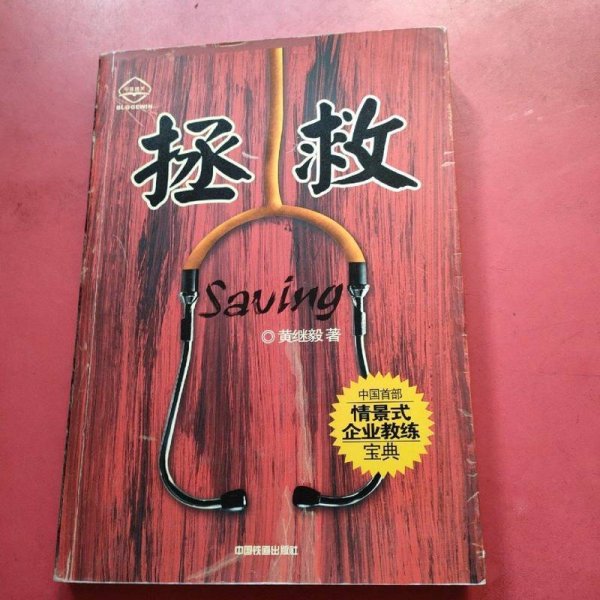 BLOGEWIN
拯救
Saving
◎黄继毅 著
中国首部
情景式
企业教练
宝典
中国铁道出版社